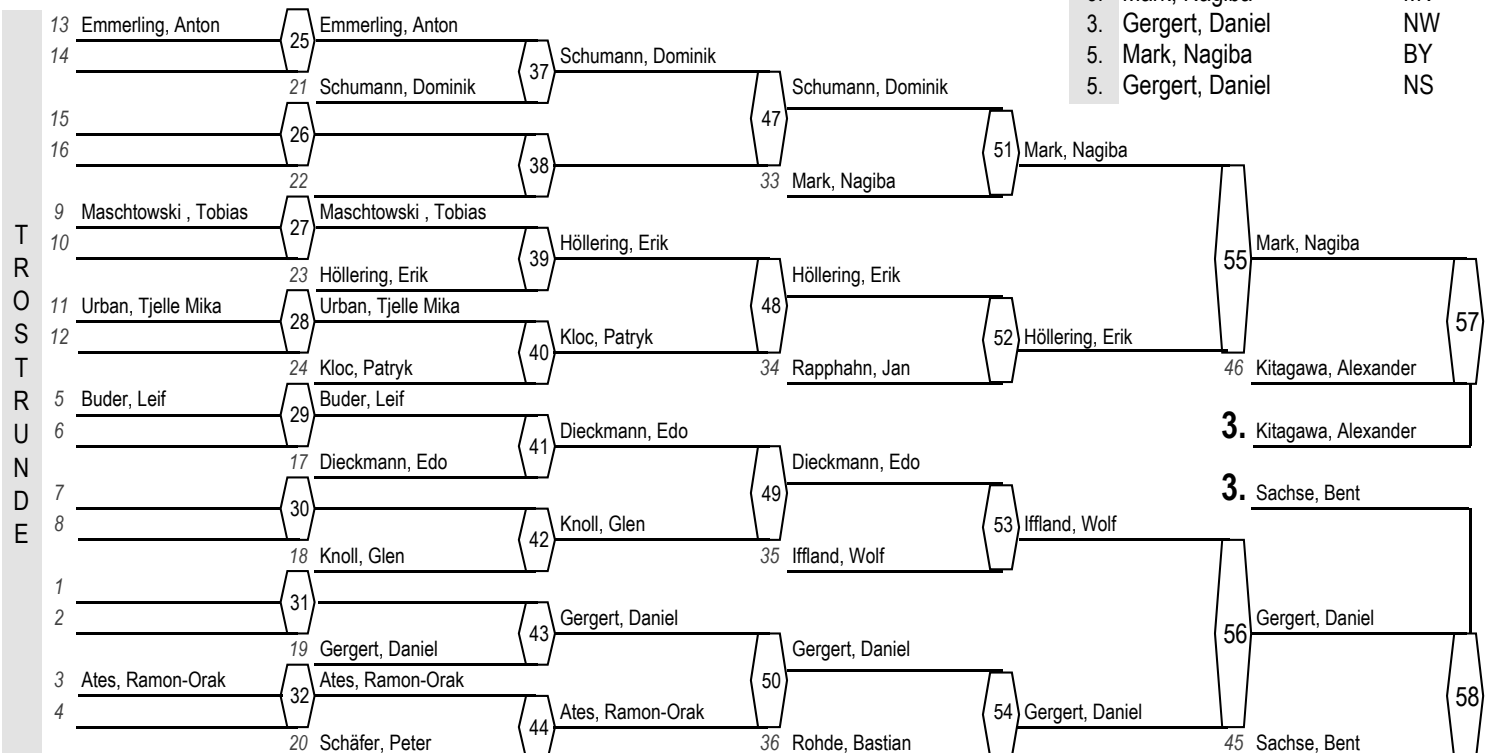 3. Gergert, Daniel NW
5. Mark, Nagiba BY
5. Gergert, Daniel NS
TROSTRUNDE
13 Emmerling, Anton 25 Emmerling, Anton
14 37 Schumann, Dominik
21 Schumann, Dominik 47 Schumann, Dominik
15 26
16 38 51 Mark, Nagiba
22 33 Mark, Nagiba
9 Maschtowski , Tobias 27 Maschtowski , Tobias
10 39 Höllering, Erik 55 Mark, Nagiba
23 Höllering, Erik 48 Höllering, Erik
11 Urban, Tjelle Mika 28 Urban, Tjelle Mika 57
12 40 Kloc, Patryk 52 Höllering, Erik
24 Kloc, Patryk 34 Rapphahn, Jan 46 Kitagawa, Alexander
5 Buder, Leif 29 Buder, Leif
6 41 Dieckmann, Edo 3. Kitagawa, Alexander
17 Dieckmann, Edo 49 Dieckmann, Edo
7 30 3. Sachse, Bent
8 42 Knoll, Glen 53 Iffland, Wolf
18 Knoll, Glen 35 Iffland, Wolf
1 31
2 43 Gergert, Daniel 56 Gergert, Daniel
19 Gergert, Daniel 50 Gergert, Daniel
3 Ates, Ramon-Orak 32 Ates, Ramon-Orak 58
4 44 Ates, Ramon-Orak 54 Gergert, Daniel
20 Schäfer, Peter 36 Rohde, Bastian 45 Sachse, Bent